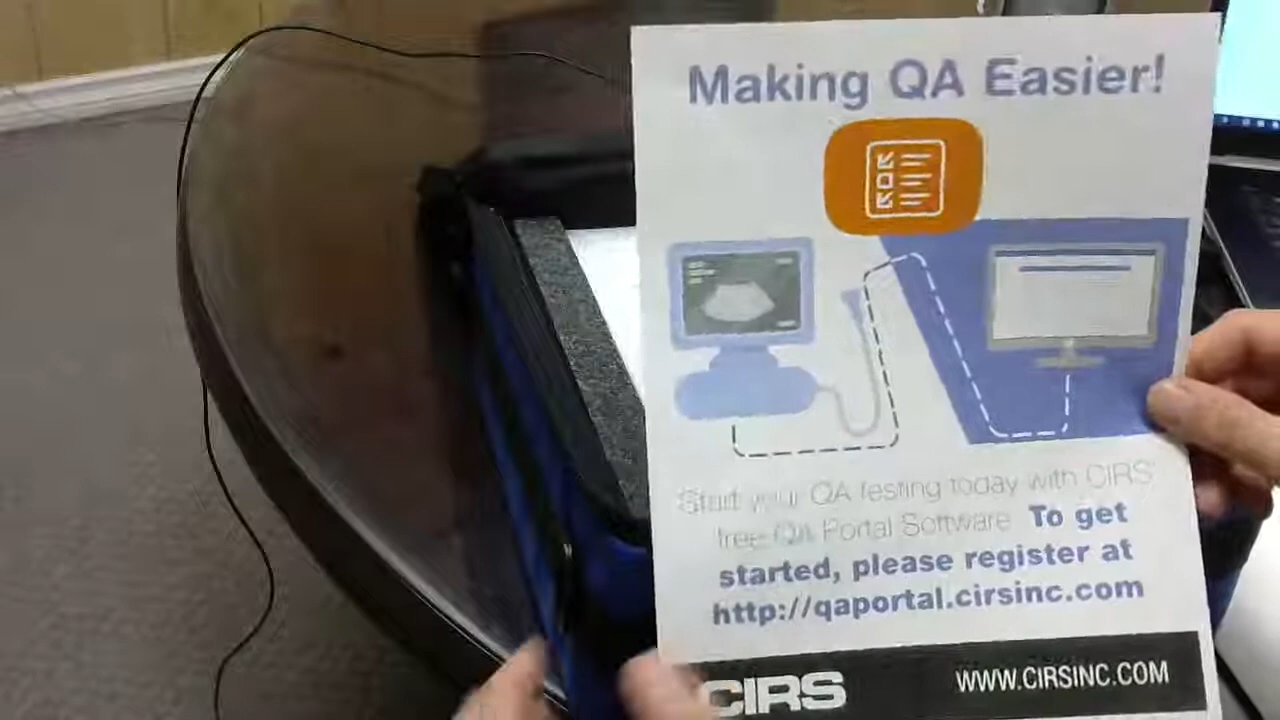 Making QA Easier!
Start your QA testing today with CIRS'
free QA Portal Software To get
started, please register at
http://qaportal.cirsinc.com
CIRS
WWW.CIRSINC.COM